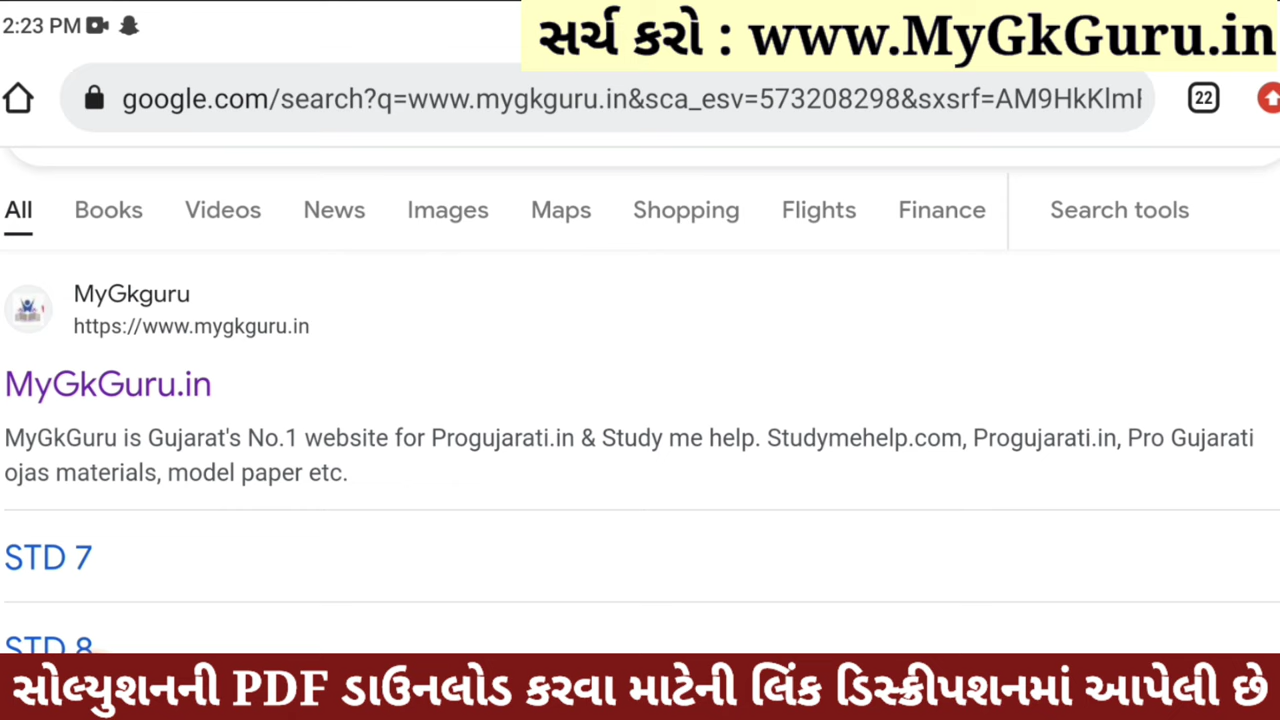 2:23 PM
સર્ચ કરો : www.MyGkGuru.in
google.com/search?q=www.mygkguru.in&sca_esv=573208298&sxsrf=AM9HkKlm
22
All Books Videos News Images Maps Shopping Flights Finance Search tools
MyGkguru
https://www.mygkguru.in
MyGkGuru.in
MyGkGuru is Gujarat's No.1 website for Progujarati.in & Study me help. Studymehelp.com, Progujarati.in, Pro Gujarati
ojas materials, model paper etc.
STD 7
STD 8
સોલ્યુશનની PDF ડાઉનલોડ કરવા માટેની લિંક ડિસ્ક્રીપશનમાં આપેલી છે